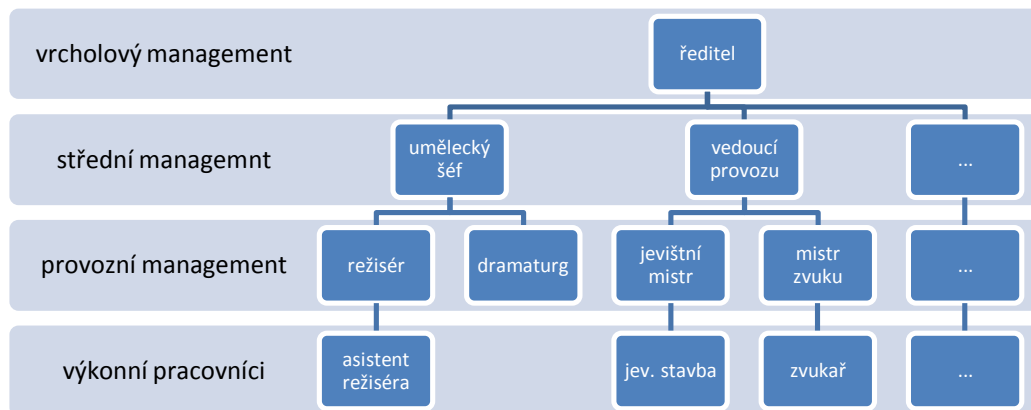 vrcholový management
ředitel
střední managemnt
umělecký
šéf
vedoucí
provozu
...
provozní management
režisér
dramaturg
jevištní
mistr
mistr
zvuku
...
výkonní pracovníci
asistent
režiséra
jev. stavba
zvukař
...